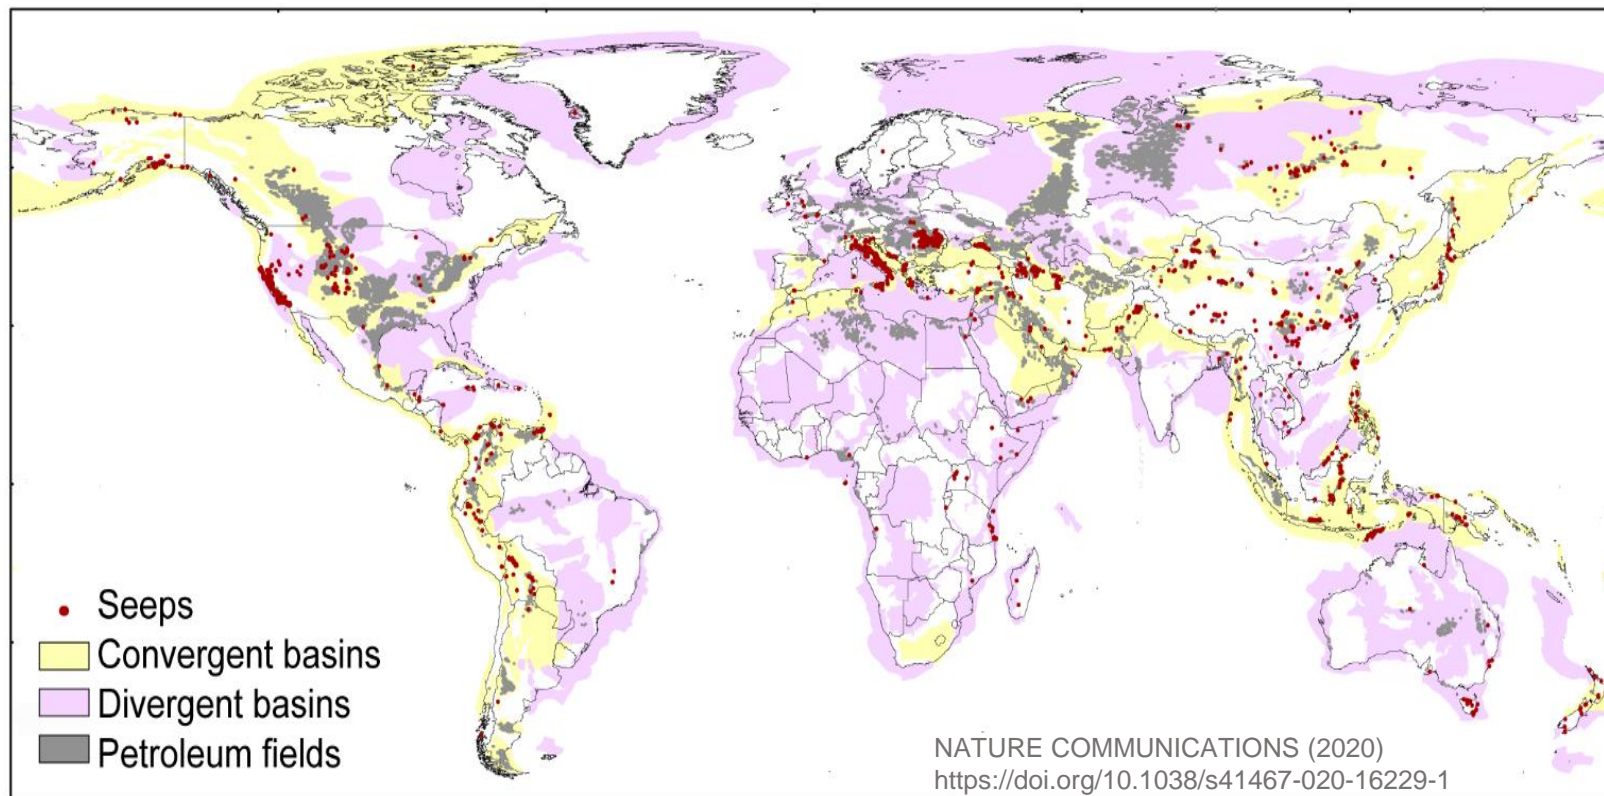 Seeps
Convergent basins
Divergent basins
Petroleum fields
NATURE COMMUNICATIONS (2020)
https://doi.org/10.1038/s41467-020-16229-1